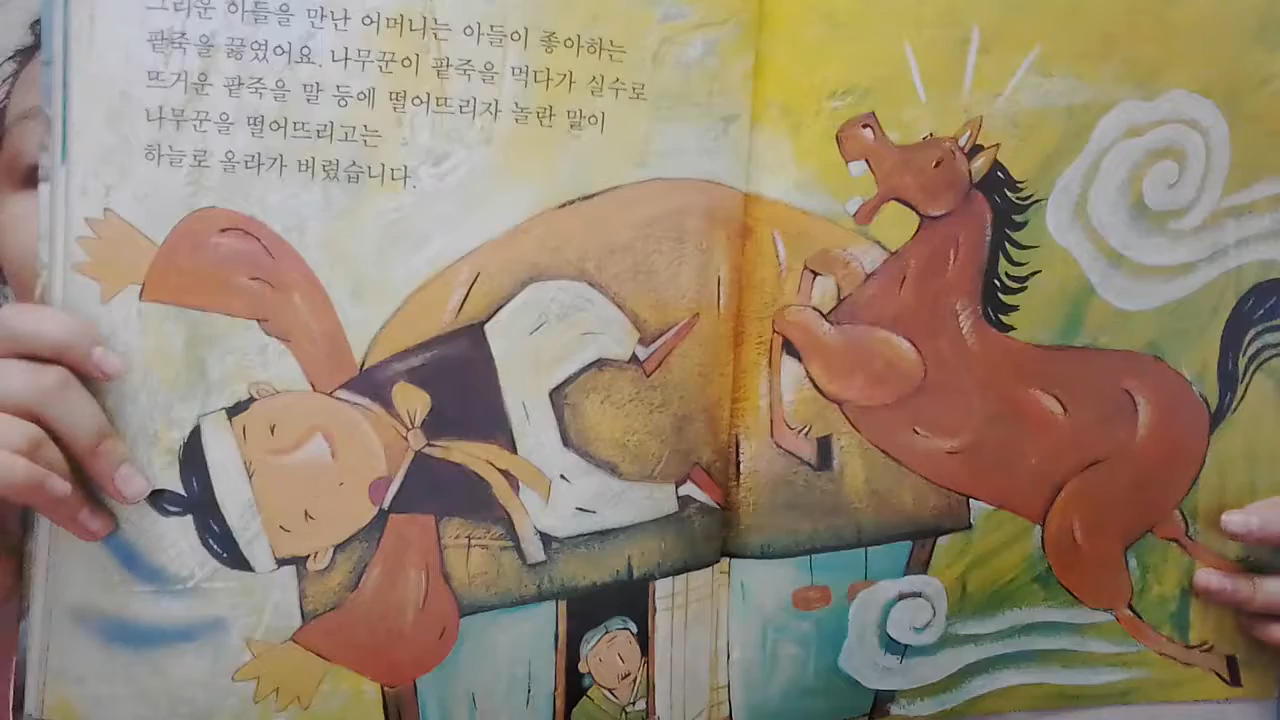 그리운 아들을 만난 어머니는 아들이 좋아하는
팥죽을 끓였어요. 나무꾼이 팥죽을 먹다가 실수로
뜨거운 팥죽을 말 등에 떨어뜨리자 놀란 말이
나무꾼을 떨어뜨리고는
하늘로 올라가 버렸습니다.